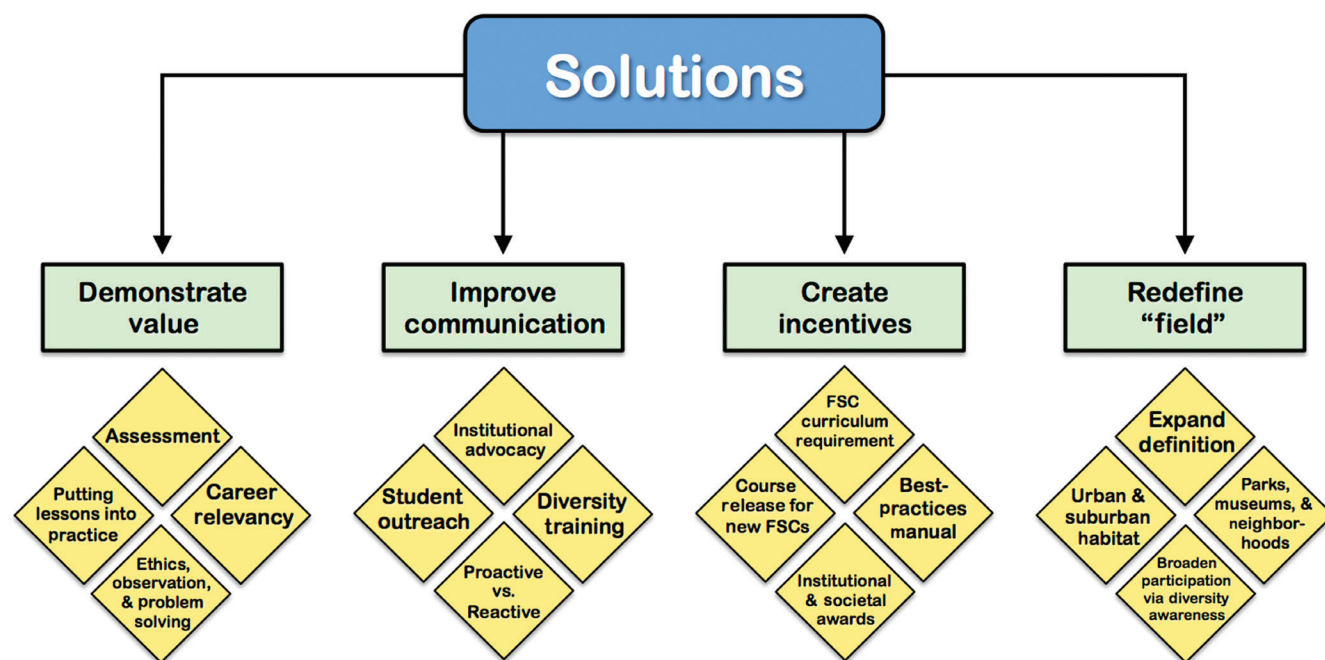 Solutions
Demonstrate
value
Improve
communication
Create
incentives
Redefine
“field”
Assessment
Putting
lessons into
practice
Career
relevancy
Ethics,
observation,
& problem
solving
Institutional
advocacy
Student
outreach
Diversity
training
Proactive
vs.
Reactive
FSC
curriculum
requirement
Course
release for
new FSCs
Best-
practices
manual
Institutional
& societal
awards
Expand
definition
Urban &
suburban
habitat
Parks,
museums, &
neighbor-
hoods
Broaden
participation
via diversity
awareness